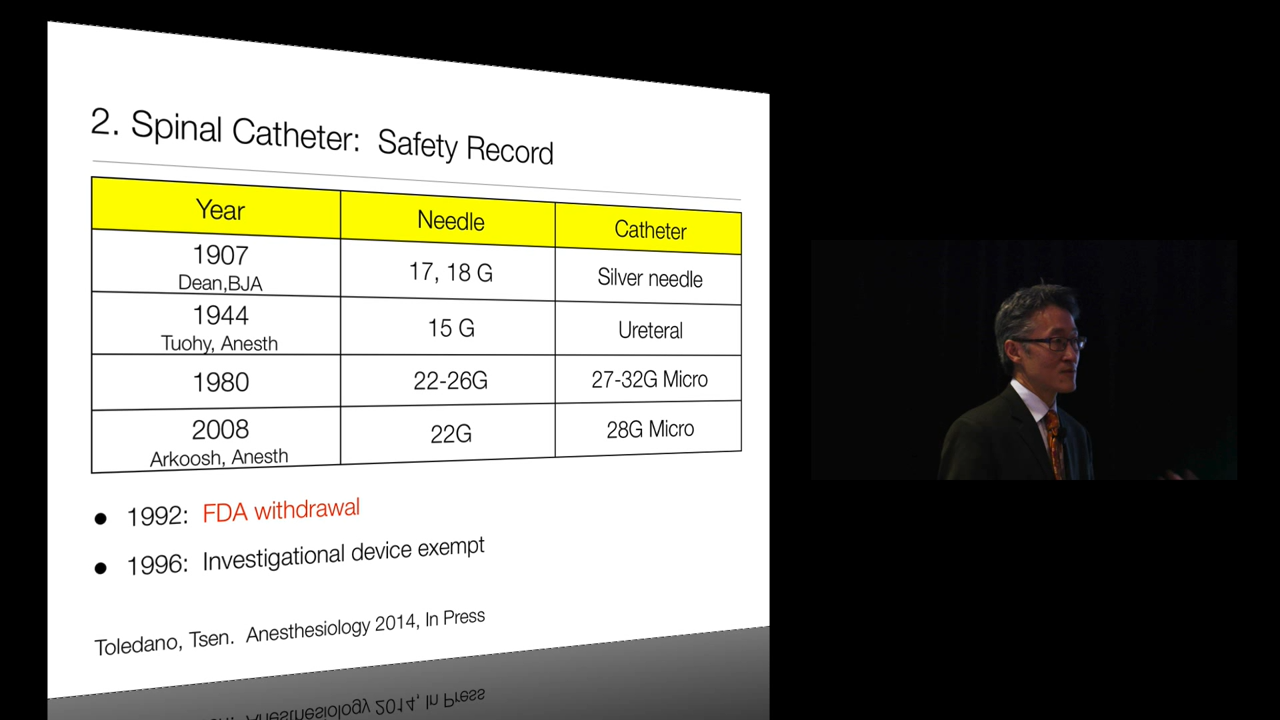 2. Spinal Catheter: Safety Record
Year Needle Catheter
1907 17, 18 G Silver needle
Dean,BJA
1944 15 G Ureteral
Tuohy, Anesth
1980 22-26G 27-32G Micro
2008 22G 28G Micro
Arkoosh, Anesth
● 1992: FDA withdrawal
● 1996: Investigational device exempt
Toledano, Tsen. Anesthesiology 2014, In Press